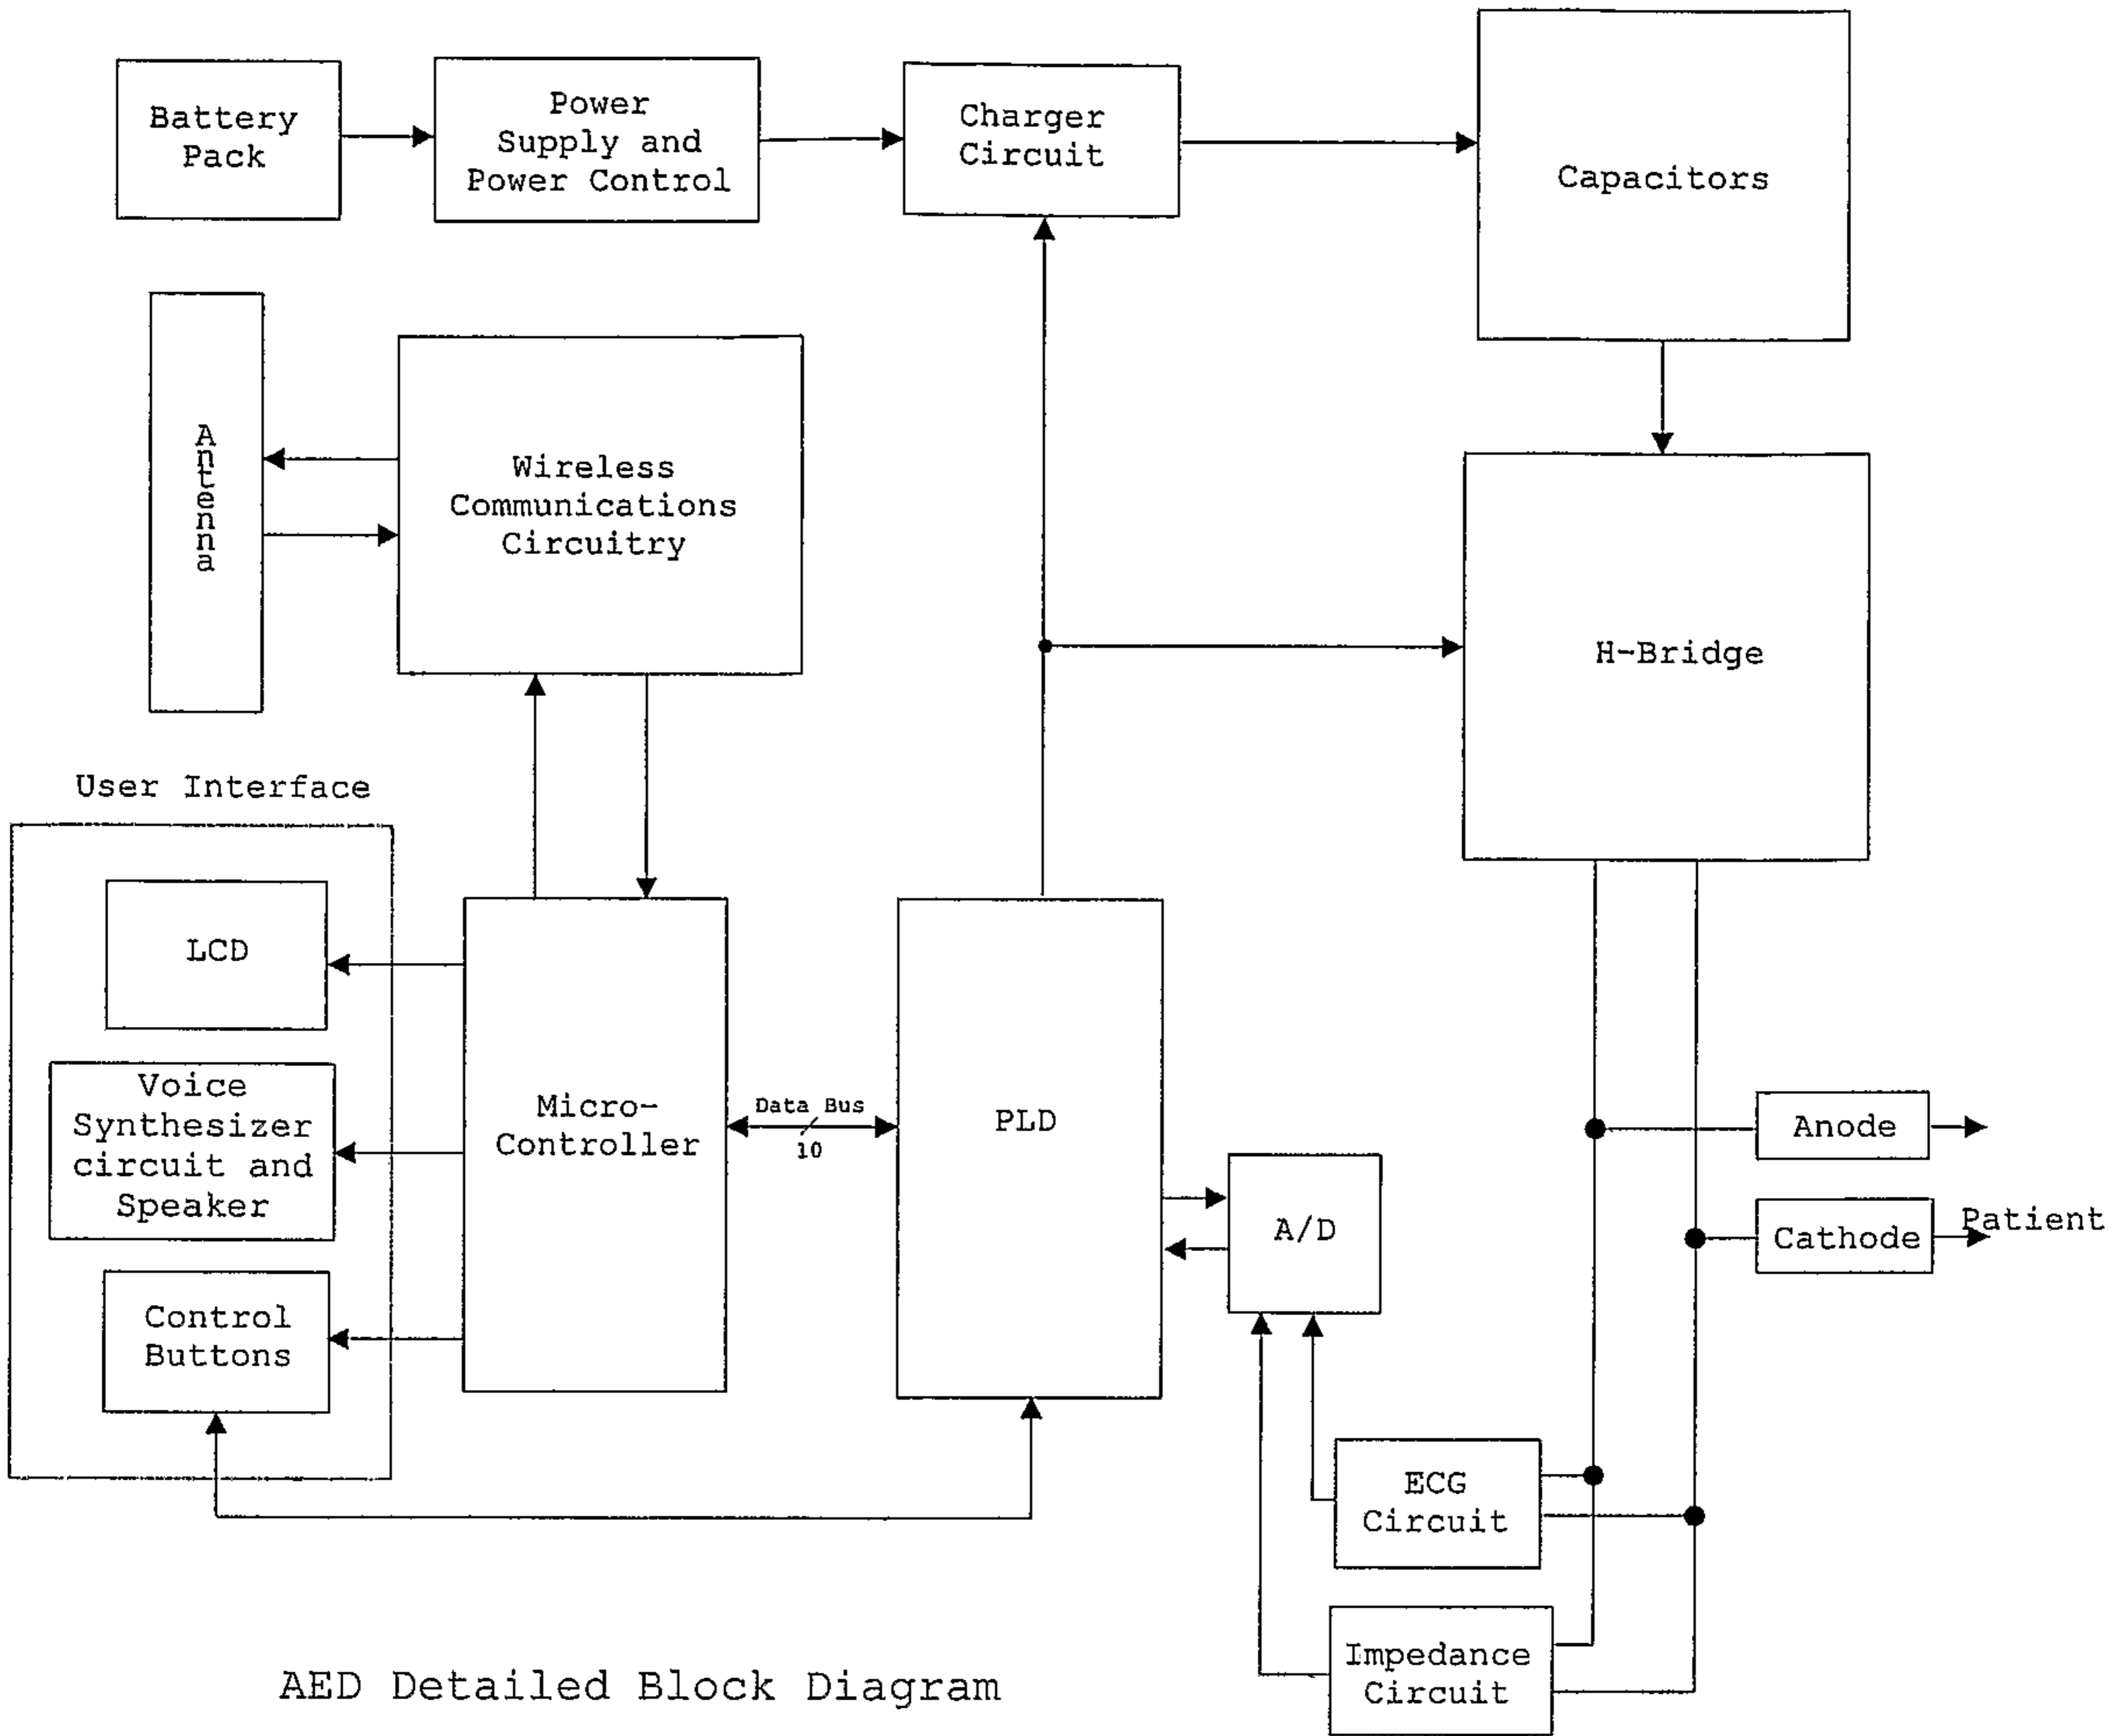 Battery
Pack
Power
Supply and
Power Control
Charger
Circuit
Capacitors
Antenna
Wireless
Communications
Circuitry
H-Bridge
User Interface
LCD
Voice
Synthesizer
circuit and
Speaker
Control
Buttons
Micro-
Controller
Data Bus
10
PLD
A/D
Anode
Cathode
Patient
ECG
Circuit
Impedance
Circuit
AED Detailed Block Diagram